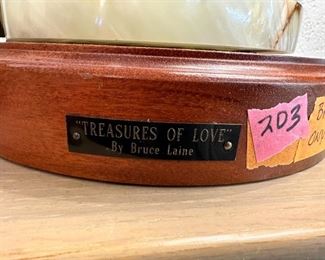 "TREASURES OF LOVE"
By Bruce Laine
203